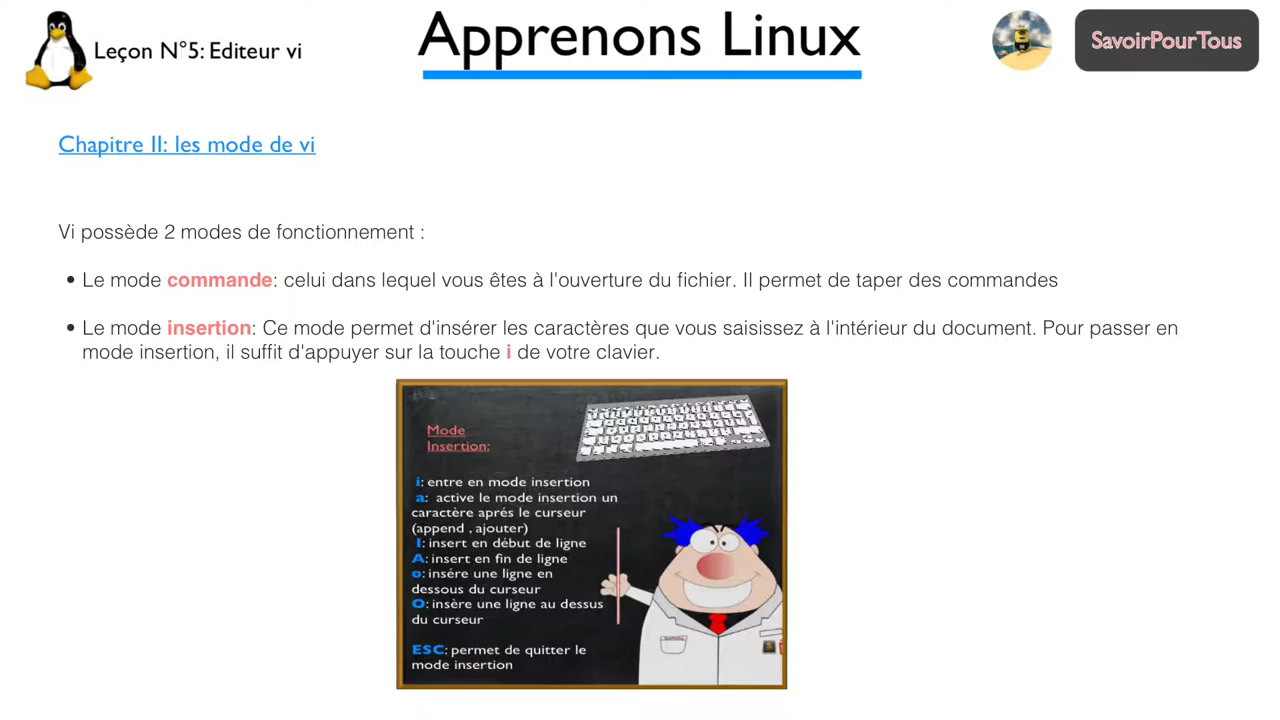 Leçon N°5: Editeur vi
Apprenons Linux
SavoirPourTous
Chapitre II: les mode de vi
Vi possède 2 modes de fonctionnement :
• Le mode commande: celui dans lequel vous êtes à l'ouverture du fichier. Il permet de taper des commandes
• Le mode insertion: Ce mode permet d'insérer les caractères que vous saisissez à l'intérieur du document. Pour passer en
mode insertion, il suffit d'appuyer sur la touche i de votre clavier.
Mode
Insertion:
i: entre en mode insertion
a: active le mode insertion un
caractère aprés le curseur
(append , ajouter)
I: insert en début de ligne
A: insert en fin de ligne
o: insére une ligne en
dessous du curseur
O: insère une ligne au dessus
du curseur
ESC: permet de quitter le
mode insertion